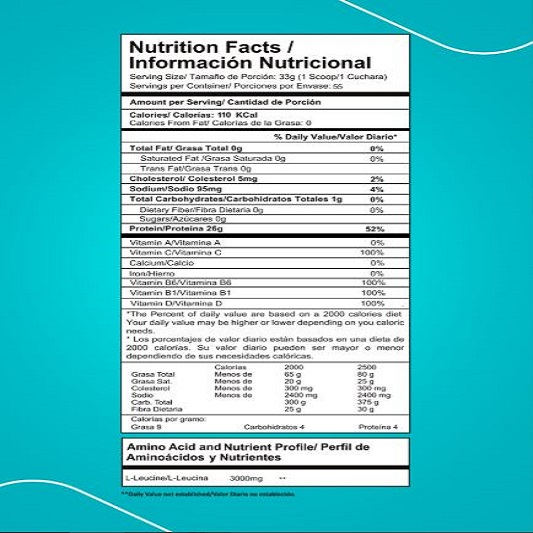 Nutrition Facts /
Información Nutricional
Serving Size/ Tamaño de Porción: 33g (1 Scoop/1 Cuchara)
Servings per Container/ Porciones por Envase: 55
Amount per Serving/ Cantidad de Porción
Calories/ Calorias: 110 KCal
Calories From Fat/ Calorías de la Grasa: 0
% Daily Value/Valor Diario*
Total Fat/ Grasa Total 0g 0%
Saturated Fat /Grasa Saturada 0g 0%
Trans Fat/Grasa Trans 0g
Cholesterol/ Colesterol 5mg 2%
Sodium/Sodio 95mg 4%
Total Carbohydrates/Carbohidratos Totales 1g 0%
Dietary Fiber/Fibra Dietaria 0g 0%
Sugars/Azúcares 0g
Protein/Proteína 26g 52%
Vitamin A/Vitamina A 0%
Vitamin C/Vitamina C 100%
Calcium/Calcio 0%
Iron/Hierro 0%
Vitamin B6/Vitamina B6 100%
Vitamin B1/Vitamina B1 100%
Vitamin D/Vitamina D 100%
*The Percent of daily value are based on a 2000 calories diet
Your daily value may be higher or lower depending on you caloric
needs.
* Los porcentajes de valor diario están basados en una dieta de
2000 calorías. Su valor diario pueden ser mayor o menor
dependiendo de sus necesidades calóricas.
Calorias 2000 2500
Grasa Total Menos de 65 g 80 g
Grasa Sat. Menos de 20 g 25 g
Colesterol Menos de 300 mg 300 mg
Sodio Menos de 2400 mg 2400 mg
Carb. Total 300 g 375 g
Fibra Dietaria 25 g 30 g
Calorías por gramo:
Grasa 9 Carbohidratos 4 Proteína 4
Amino Acid and Nutrient Profile/ Perfil de
Aminoácidos y Nutrientes
L-Leucine/L-Leucina 3000mg **
**Daily Value not established/Valor Diario no establecido.